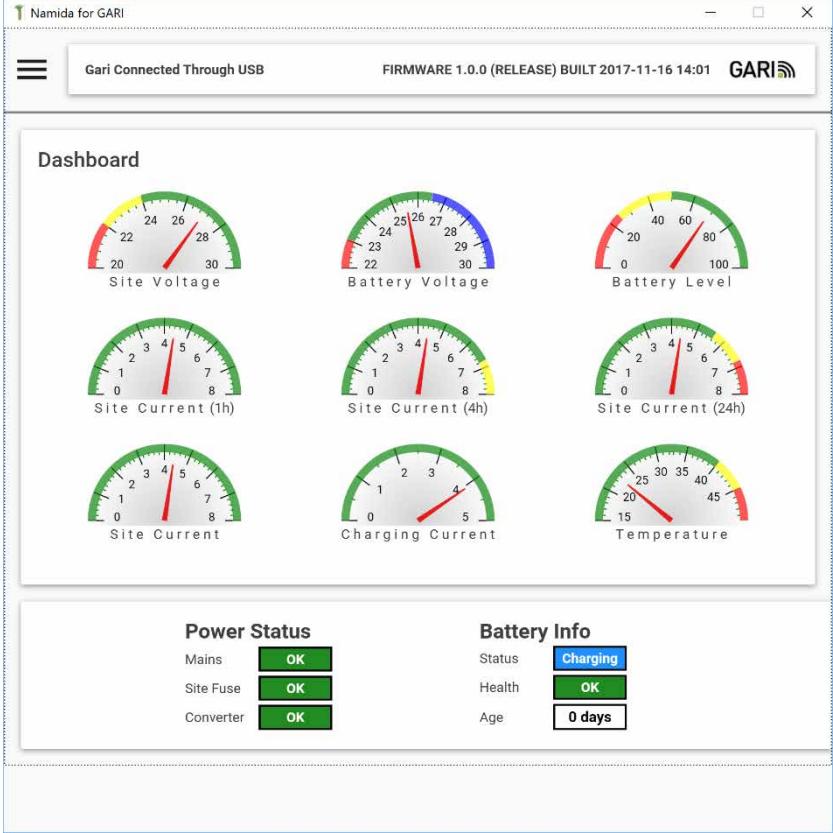 Namida for GARI
Gari Connected Through USB FIRMWARE 1.0.0 (RELEASE) BUILT 2017-11-16 14:01 GARI
Dashboard
20 22 24 26 28 30
Site Voltage
22 23 25 26 27 28 29 30
Battery Voltage
0 20 40 60 80 100
Battery Level
0 1 2 3 4 5 6 7 8
Site Current (1h)
0 1 2 3 4 5 6 7 8
Site Current (4h)
0 1 2 3 4 5 6 7 8
Site Current (24h)
0 1 2 3 4 5 6 7 8
Site Current
0 1 2 3 4 5
Charging Current
15 20 25 30 35 40 45
Temperature
Power Status
Mains OK
Site Fuse OK
Converter OK
Battery Info
Status Charging
Health OK
Age 0 days